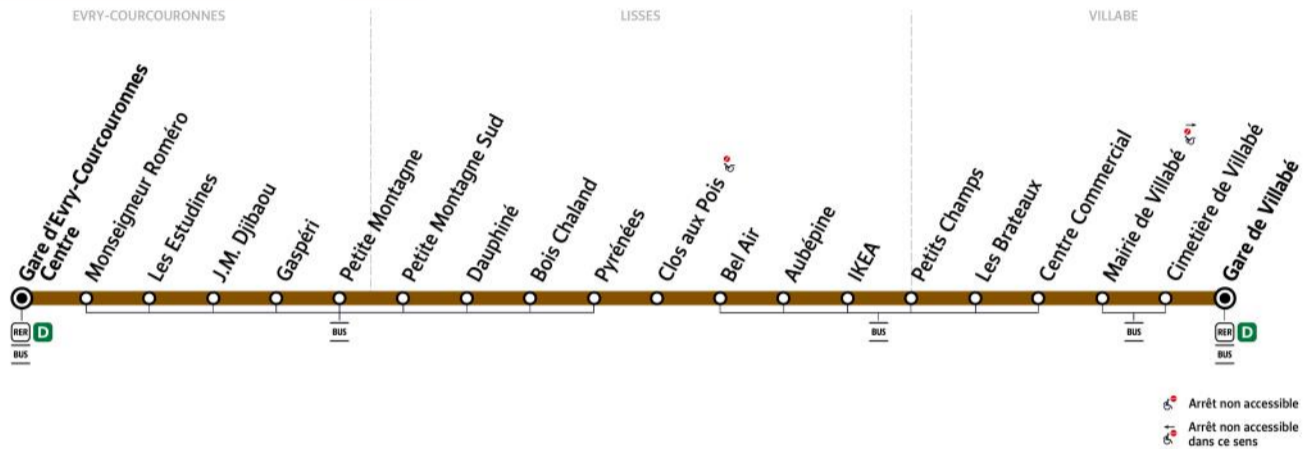 EVRY-COURCOURONNES
LISSES
VILLABE
Gare d'Evry-Courcouronnes
Centre
Monseigneur Roméro
Les Estudines
J.M. Djibaou
Gaspéri
Petite Montagne
Petite Montagne Sud
Dauphiné
Bois Chaland
Pyrénées
Clos aux Pois
Bel Air
Aubépine
IKEA
Petits Champs
Les Brateaux
Centre Commercial
Mairie de Villabé
Cimetière de Villabé
Gare de Villabé
RER D
BUS
BUS
BUS
BUS
RER D
BUS
Arrêt non accessible
Arrêt non accessible
dans ce sens